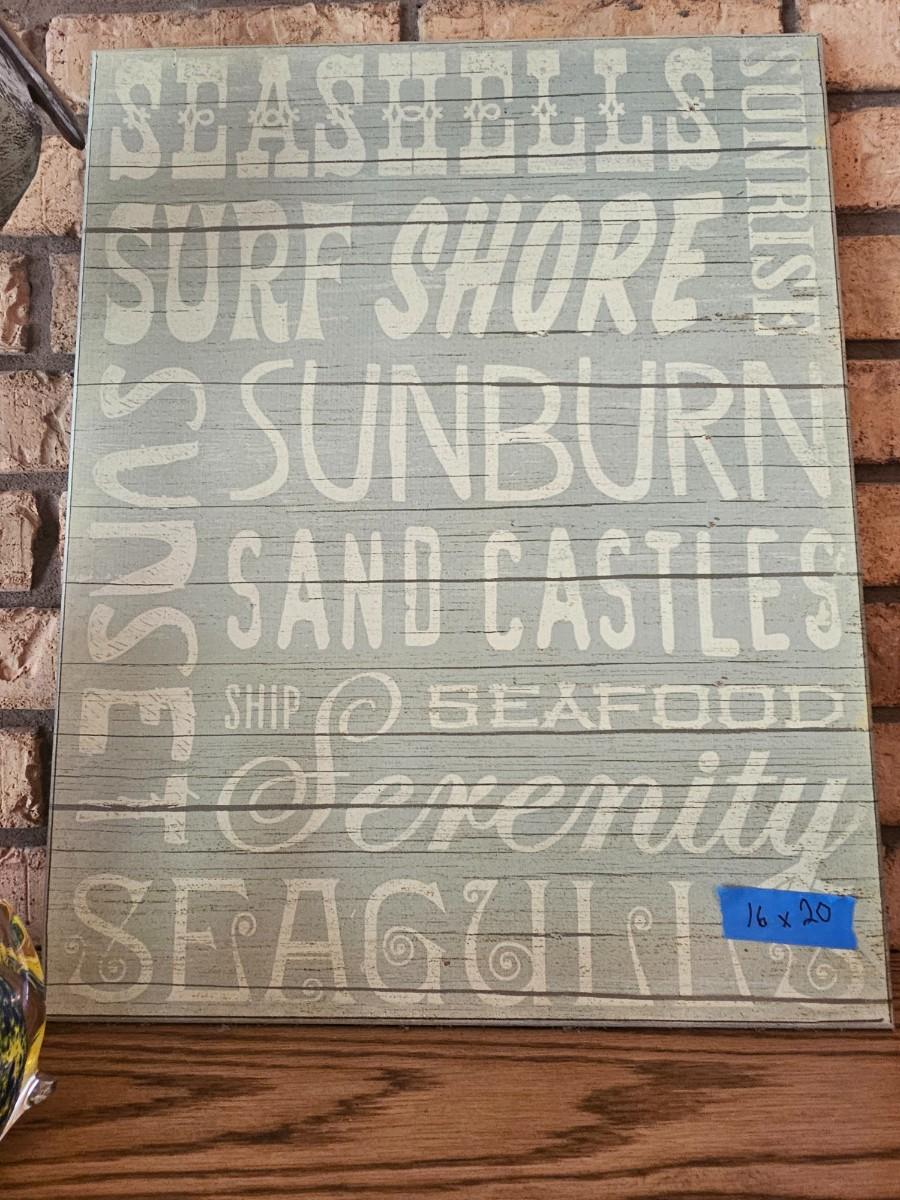 SEASHELLS
SUNRISE
SURF SHORE
SUNBURN
SUNSET
SAND CASTLES
SHIP SEAFOOD
Serenity
SEAGULLS
16 x 20